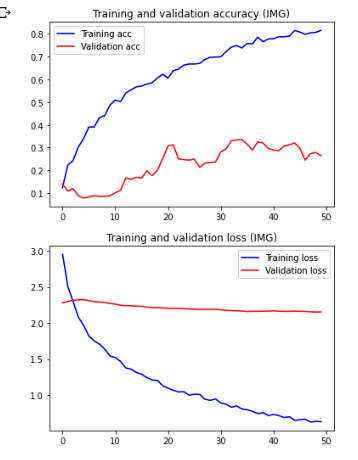 Training and validation accuracy (IMG)
Training acc
Validation acc
0.8
0.7
0.6
0.5
0.4
0.3
0.2
0.1
0 10 20 30 40 50
Training and validation loss (IMG)
Training loss
Validation loss
3.0
2.5
2.0
1.5
1.0
0 10 20 30 40 50